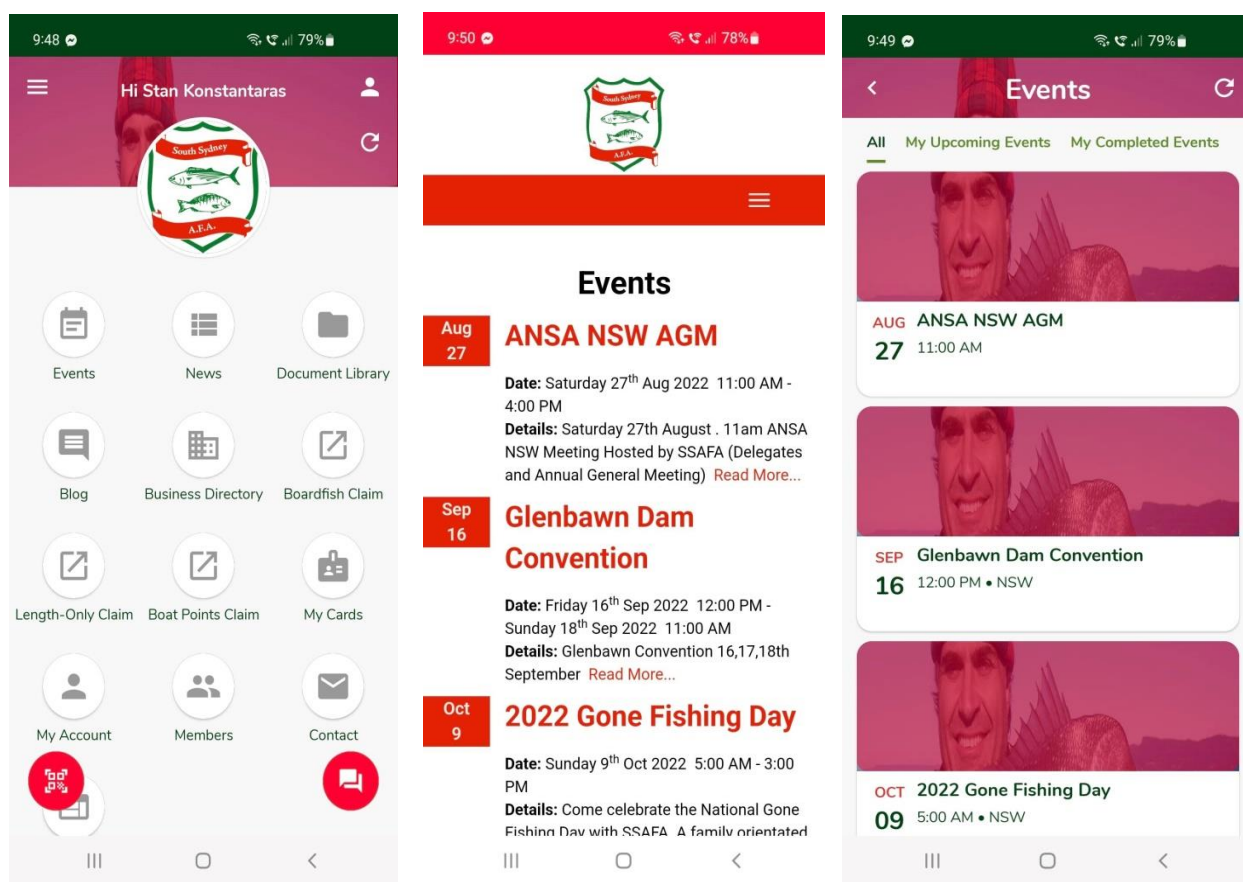 9:48
79%
Hi Stan Konstantaras
South Sydney
A.F.A.
Events
News
Document Library
Blog
Business Directory
Boardfish Claim
Length-Only Claim
Boat Points Claim
My Cards
My Account
Members
Contact
9:50
78%
South Sydney
A.F.A.
Events
Aug
27
ANSA NSW AGM
Date: Saturday 27th Aug 2022 11:00 AM -
4:00 PM
Details: Saturday 27th August . 11am ANSA
NSW Meeting Hosted by SSAFA (Delegates
and Annual General Meeting) Read More...
Sep
16
Glenbawn Dam
Convention
Date: Friday 16th Sep 2022 12:00 PM -
Sunday 18th Sep 2022 11:00 AM
Details: Glenbawn Convention 16,17,18th
September Read More...
Oct
9
2022 Gone Fishing Day
Date: Sunday 9th Oct 2022 5:00 AM - 3:00
PM
Details: Come celebrate the National Gone
Fishing Day with SSAFA. A family orientated
9:49
79%
Events
All My Upcoming Events My Completed Events
AUG
27
ANSA NSW AGM
11:00 AM
SEP
16
Glenbawn Dam Convention
12:00 PM • NSW
OCT
09
2022 Gone Fishing Day
5:00 AM • NSW